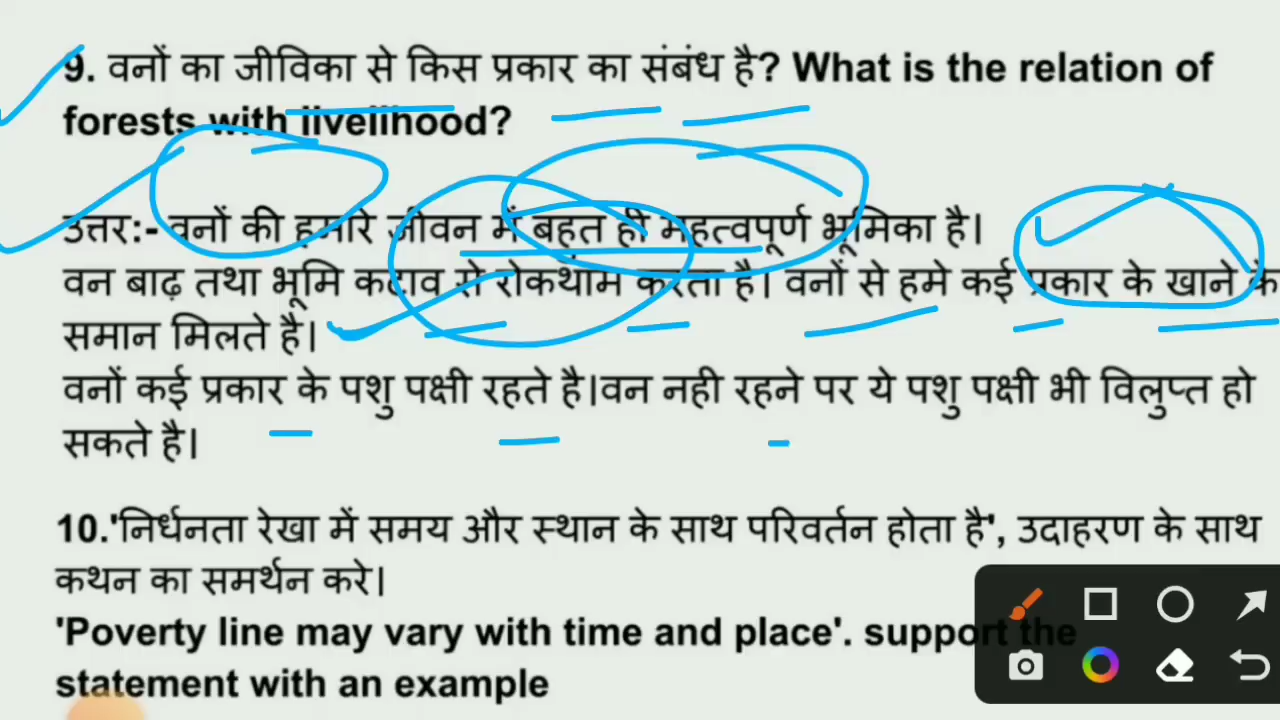 9. वनों का जीविका से किस प्रकार का संबंध है? What is the relation of
forests with livelihood?
उत्तर:- वनों की हमारे जीवन में बहुत ही महत्वपूर्ण भूमिका है।
वन बाढ़ तथा भूमि कटाव से रोकथाम करता है। वनों से हमे कई प्रकार के खाने के
समान मिलते है।
वनों कई प्रकार के पशु पक्षी रहते है।वन नही रहने पर ये पशु पक्षी भी विलुप्त हो
सकते है।
10.'निर्धनता रेखा में समय और स्थान के साथ परिवर्तन होता है', उदाहरण के साथ
कथन का समर्थन करे।
'Poverty line may vary with time and place'. support the
statement with an example